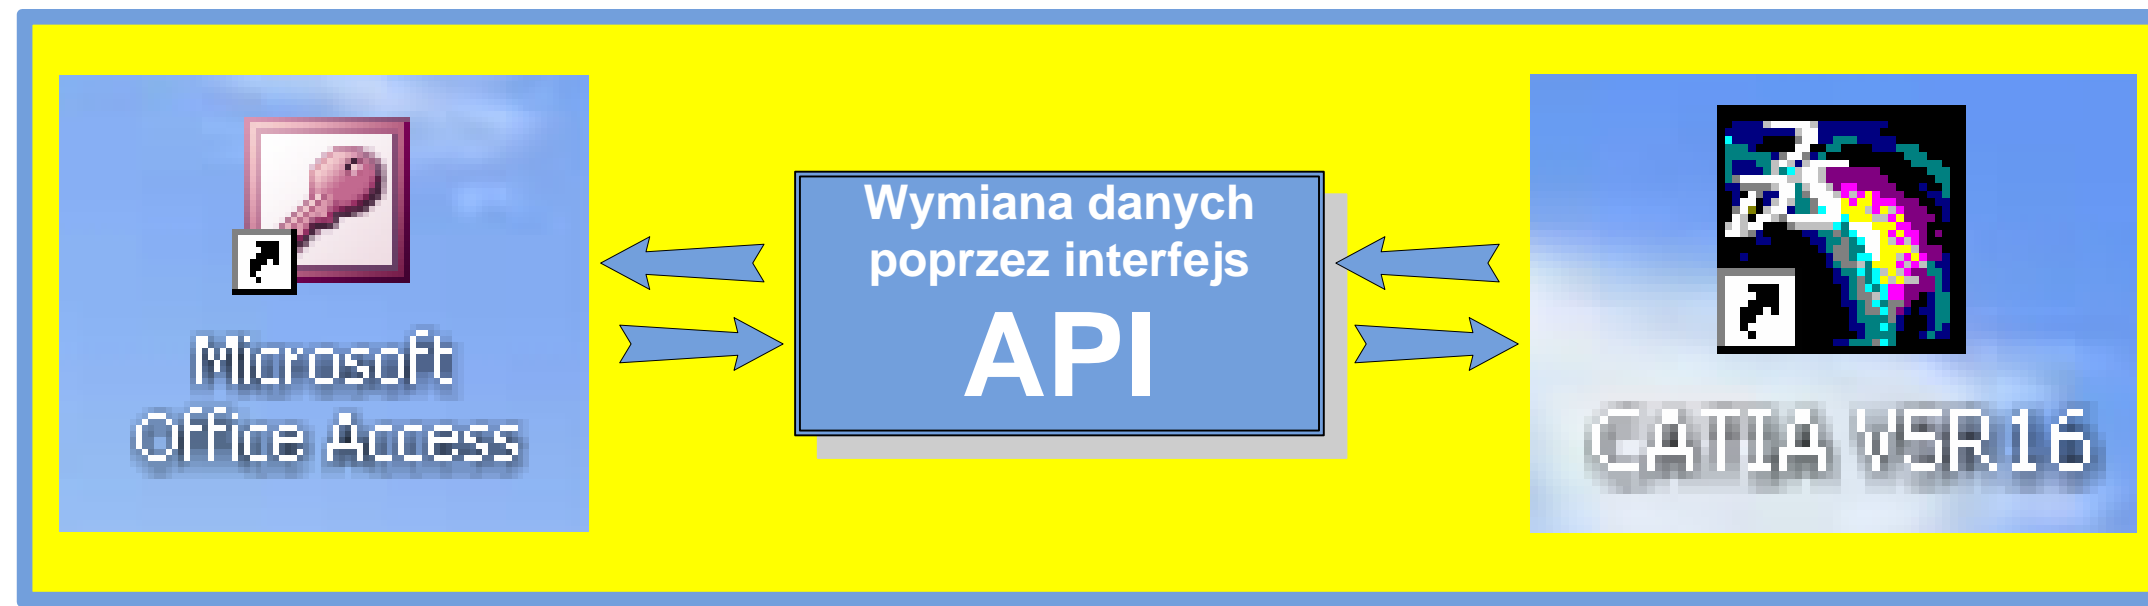 Microsoft
Office Access
Wymiana danych
poprzez interfejs
API
CATIA V5R16